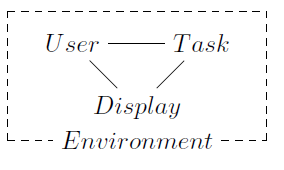 User Task
Display
Environment